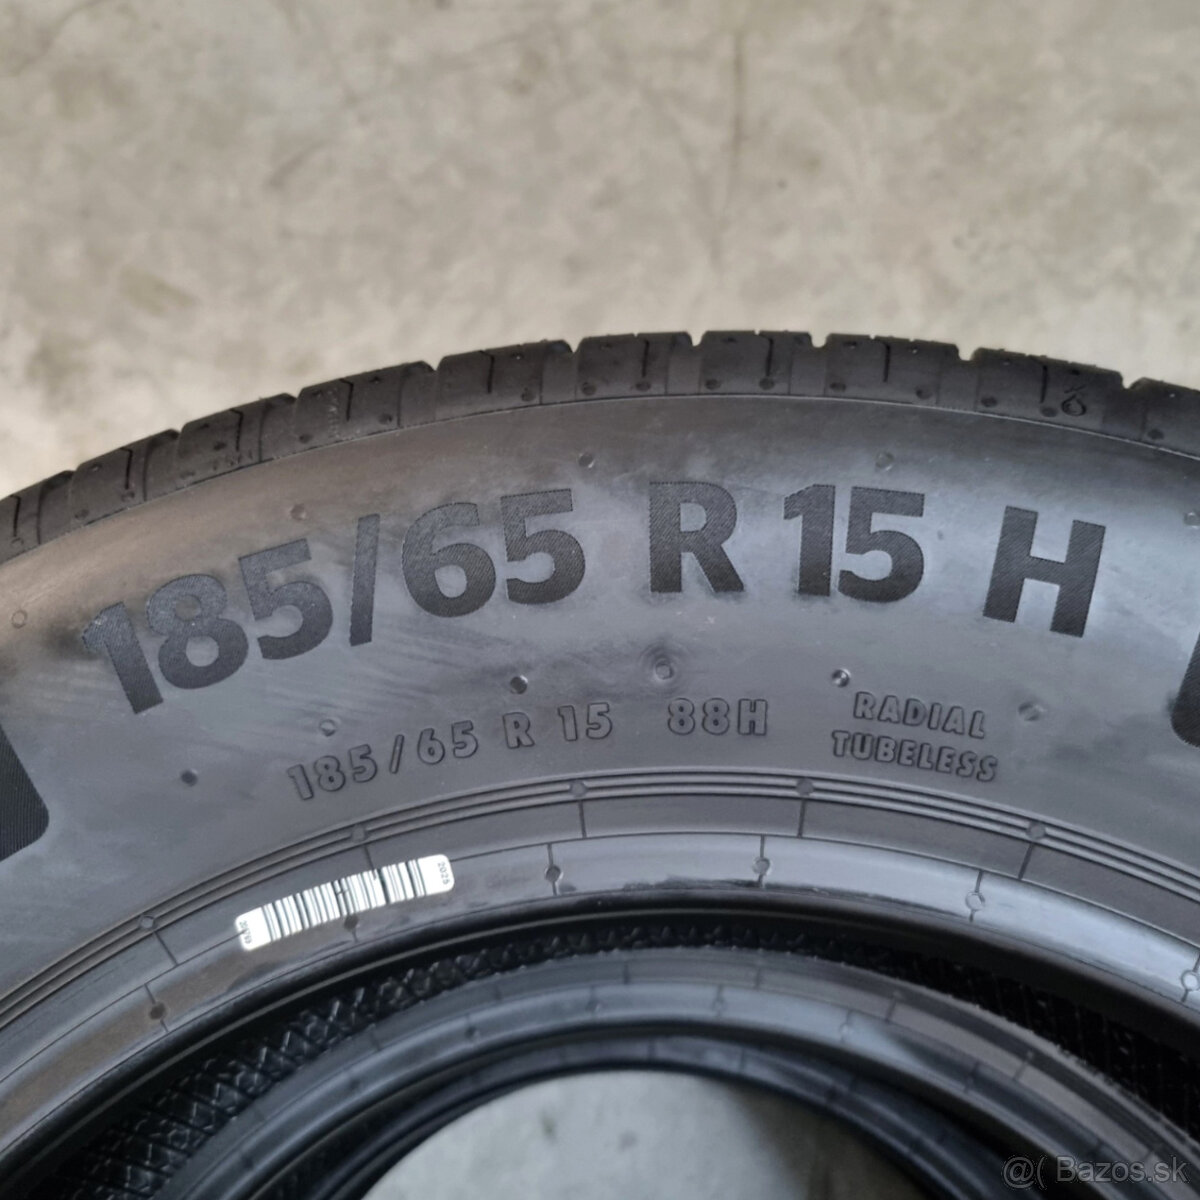 185/65 R 15 H
185/65 R 15 88H
RADIAL
TUBELESS
@( Bazos.sk